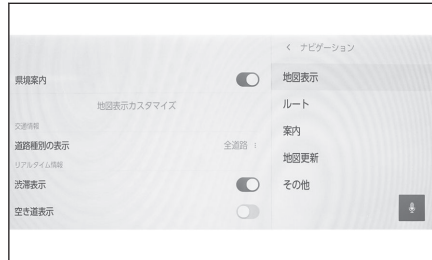 県境案内
地図表示カスタマイズ
交通情報
道路種別の表示
全道路
リアルタイム情報
渋滞表示
空き道表示
ナビゲーション
地図表示
ルート
案内
地図更新
その他